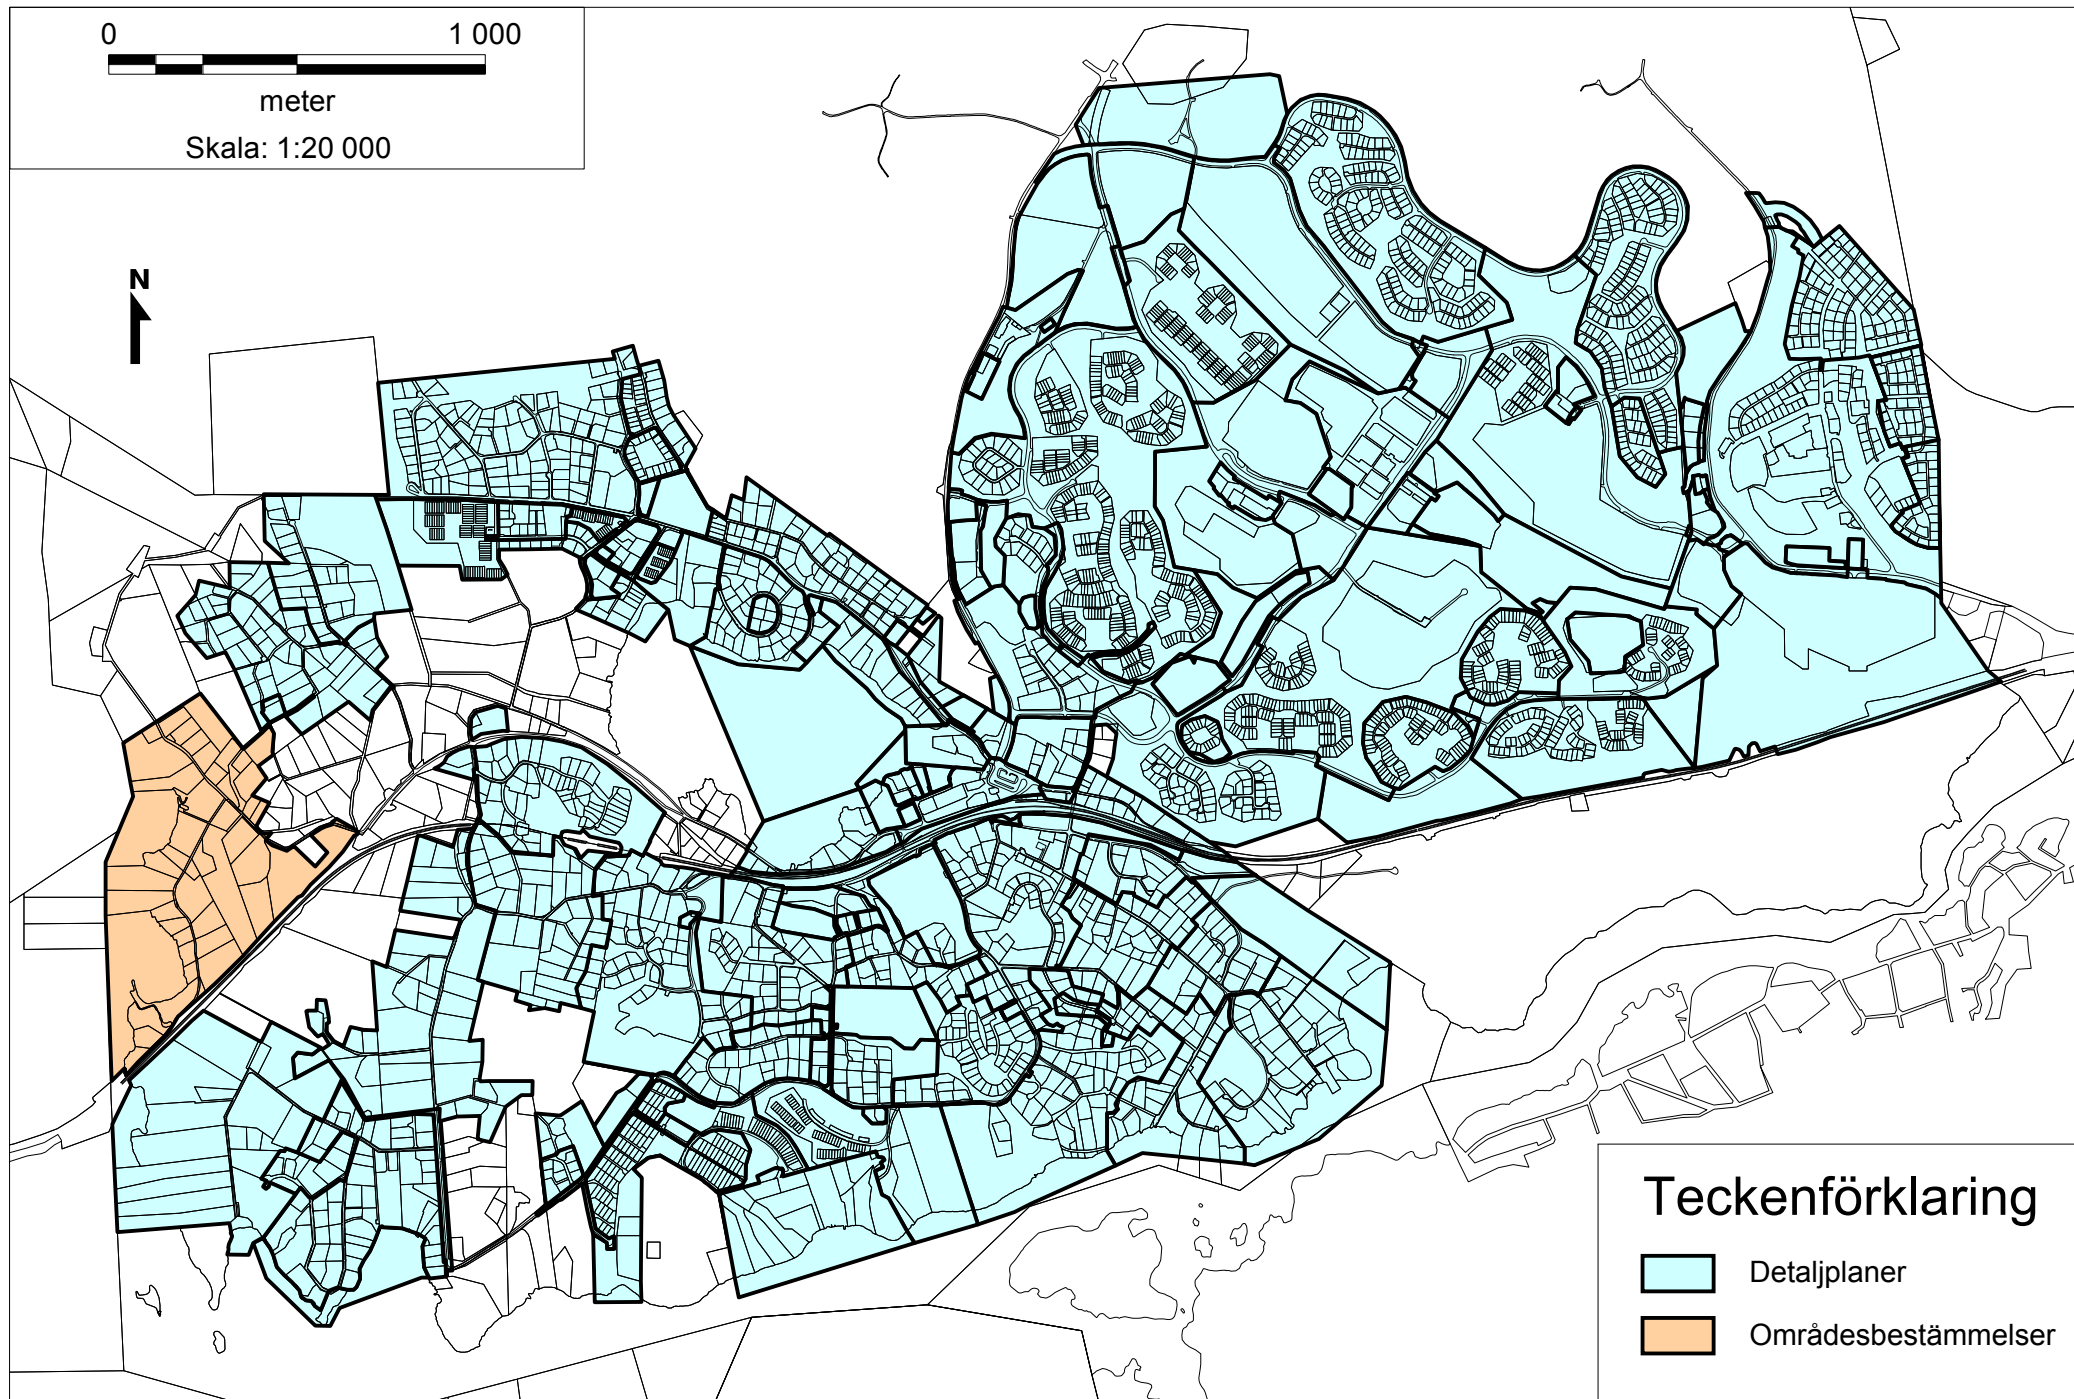 0 1 000
meter
Skala: 1:20 000
N
Teckenförklaring
Detaljplaner
Områdesbestämmelser